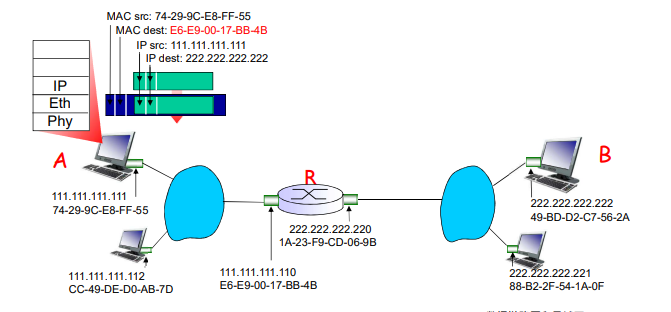 MAC src: 74-29-9C-E8-FF-55
MAC dest: E6-E9-00-17-BB-4B
IP src: 111.111.111.111
IP dest: 222.222.222.222
IP
Eth
Phy
A
R
B
111.111.111.111
74-29-9C-E8-FF-55
222.222.222.222
49-BD-D2-C7-56-2A
222.222.222.220
1A-23-F9-CD-06-9B
111.111.111.112
CC-49-DE-D0-AB-7D
111.111.111.110
E6-E9-00-17-BB-4B
222.222.222.221
88-B2-2F-54-1A-0F